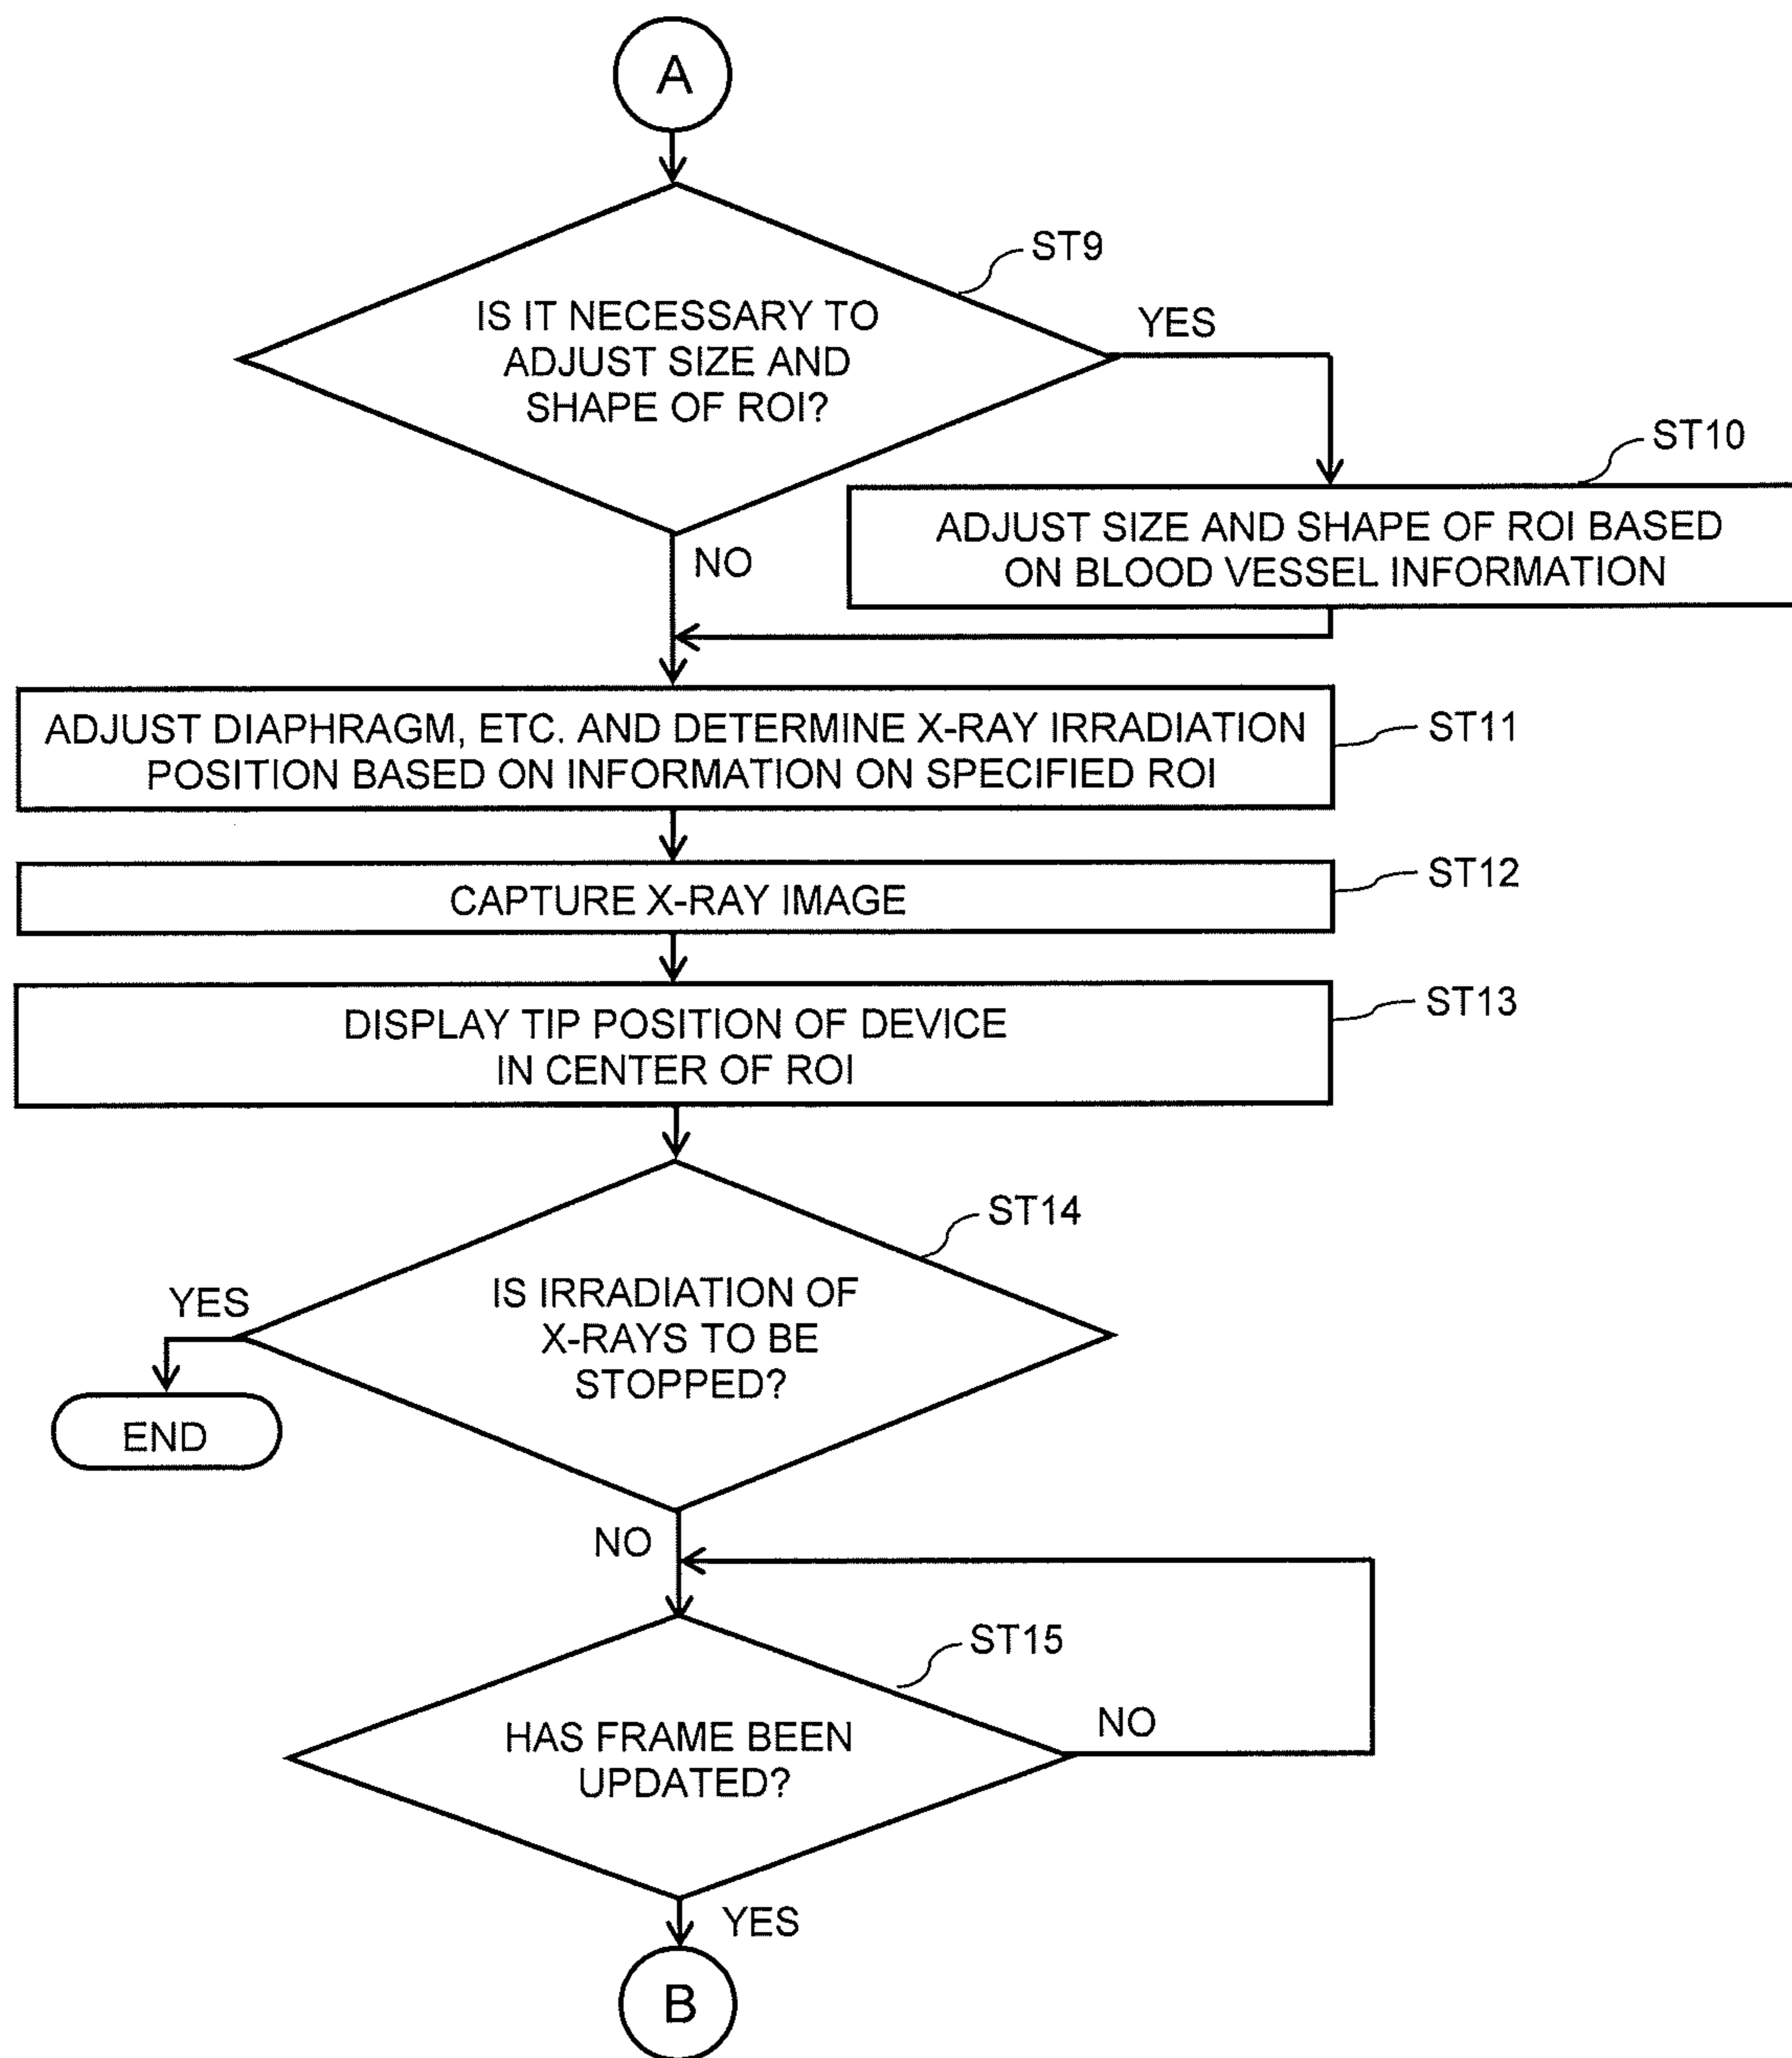 A
ST9
IS IT NECESSARY TO
ADJUST SIZE AND
SHAPE OF ROI?
YES
NO
ST10
ADJUST SIZE AND SHAPE OF ROI BASED
ON BLOOD VESSEL INFORMATION
ADJUST DIAPHRAGM, ETC. AND DETERMINE X-RAY IRRADIATION
POSITION BASED ON INFORMATION ON SPECIFIED ROI
ST11
CAPTURE X-RAY IMAGE
ST12
DISPLAY TIP POSITION OF DEVICE
IN CENTER OF ROI
ST13
ST14
IS IRRADIATION OF
X-RAYS TO BE
STOPPED?
YES
END
NO
ST15
HAS FRAME BEEN
UPDATED?
NO
YES
B